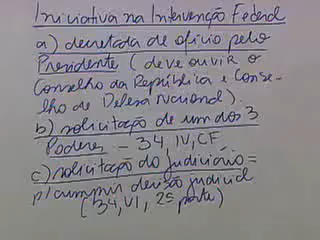 Iniciativa na Intervenção Federal
a) decretada de ofício pelo
Presidente (deve ouvir o
Conselho da República e Conse-
lho de Defesa Nacional).
b) solicitação de um dos 3
Poderes - 34, IV, CF
c) solicitação do judiciário =
p/ cumprir decisão judicial
(34, VI, 2ª parte)